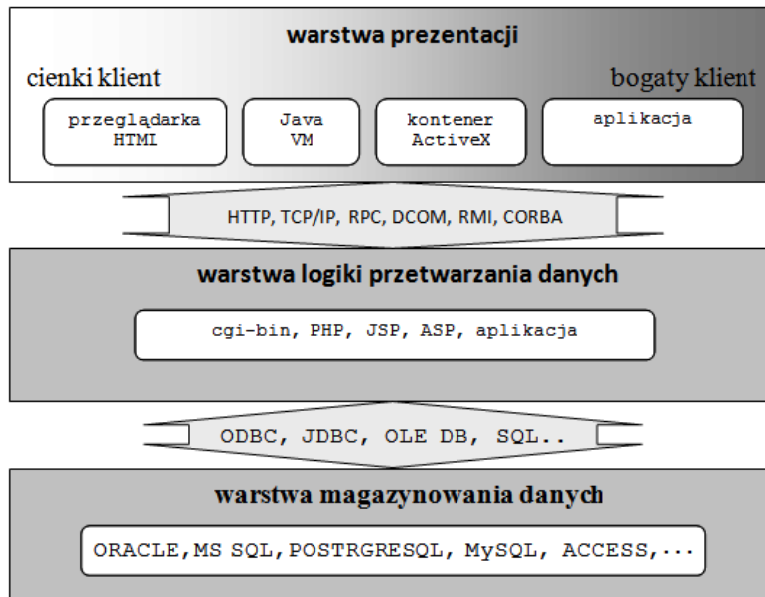 warstwa prezentacji
cienki klient
bogaty klient
przeglądarka
HTML
Java
VM
kontener
ActiveX
aplikacja
HTTP, TCP/IP, RPC, DCOM, RMI, CORBA
warstwa logiki przetwarzania danych
cgi-bin, PHP, JSP, ASP, aplikacja
ODBC, JDBC, OLE DB, SQL..
warstwa magazynowania danych
ORACLE,MS SQL,POSTRGRESQL, MySQL, ACCESS,...